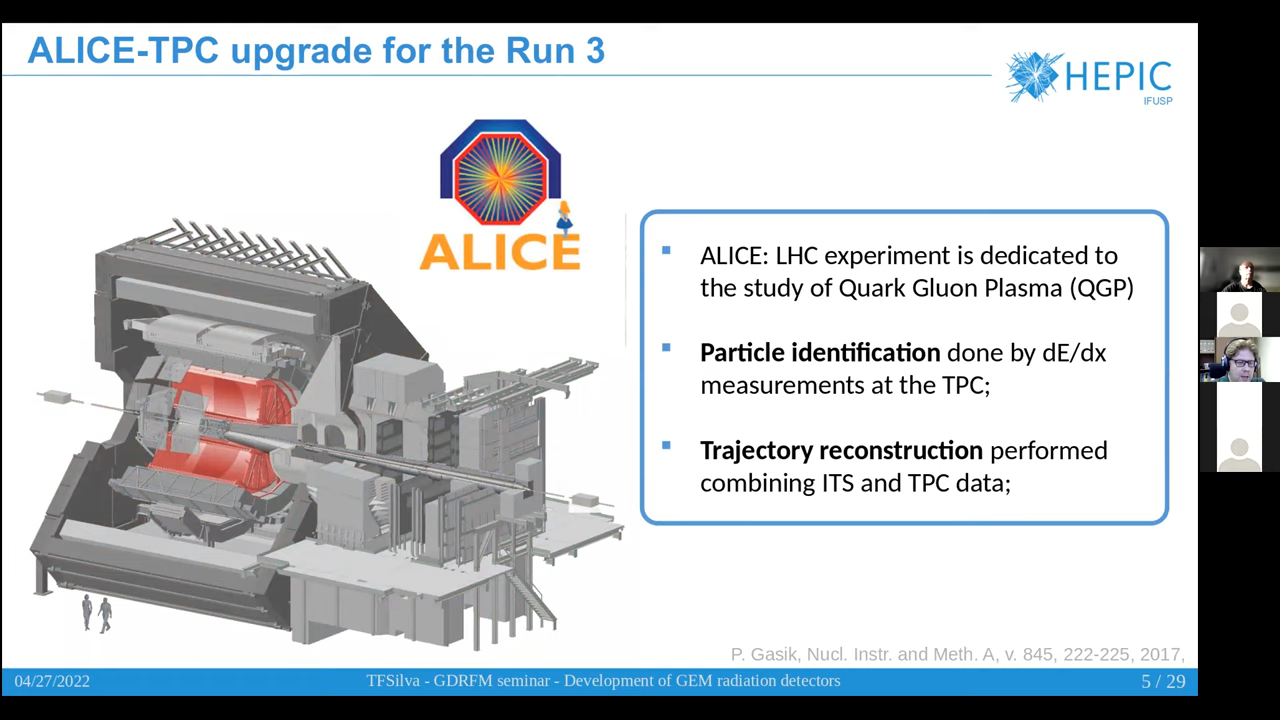 ALICE-TPC upgrade for the Run 3
HEPIC
IFUSP
ALICE
ALICE: LHC experiment is dedicated to
the study of Quark Gluon Plasma (QGP)
Particle identification done by dE/dx
measurements at the TPC;
Trajectory reconstruction performed
combining ITS and TPC data;
P. Gasik, Nucl. Instr. and Meth. A, v. 845, 222-225, 2017,
04/27/2022
TFSilva - GDRFM seminar - Development of GEM radiation detectors
5 / 29